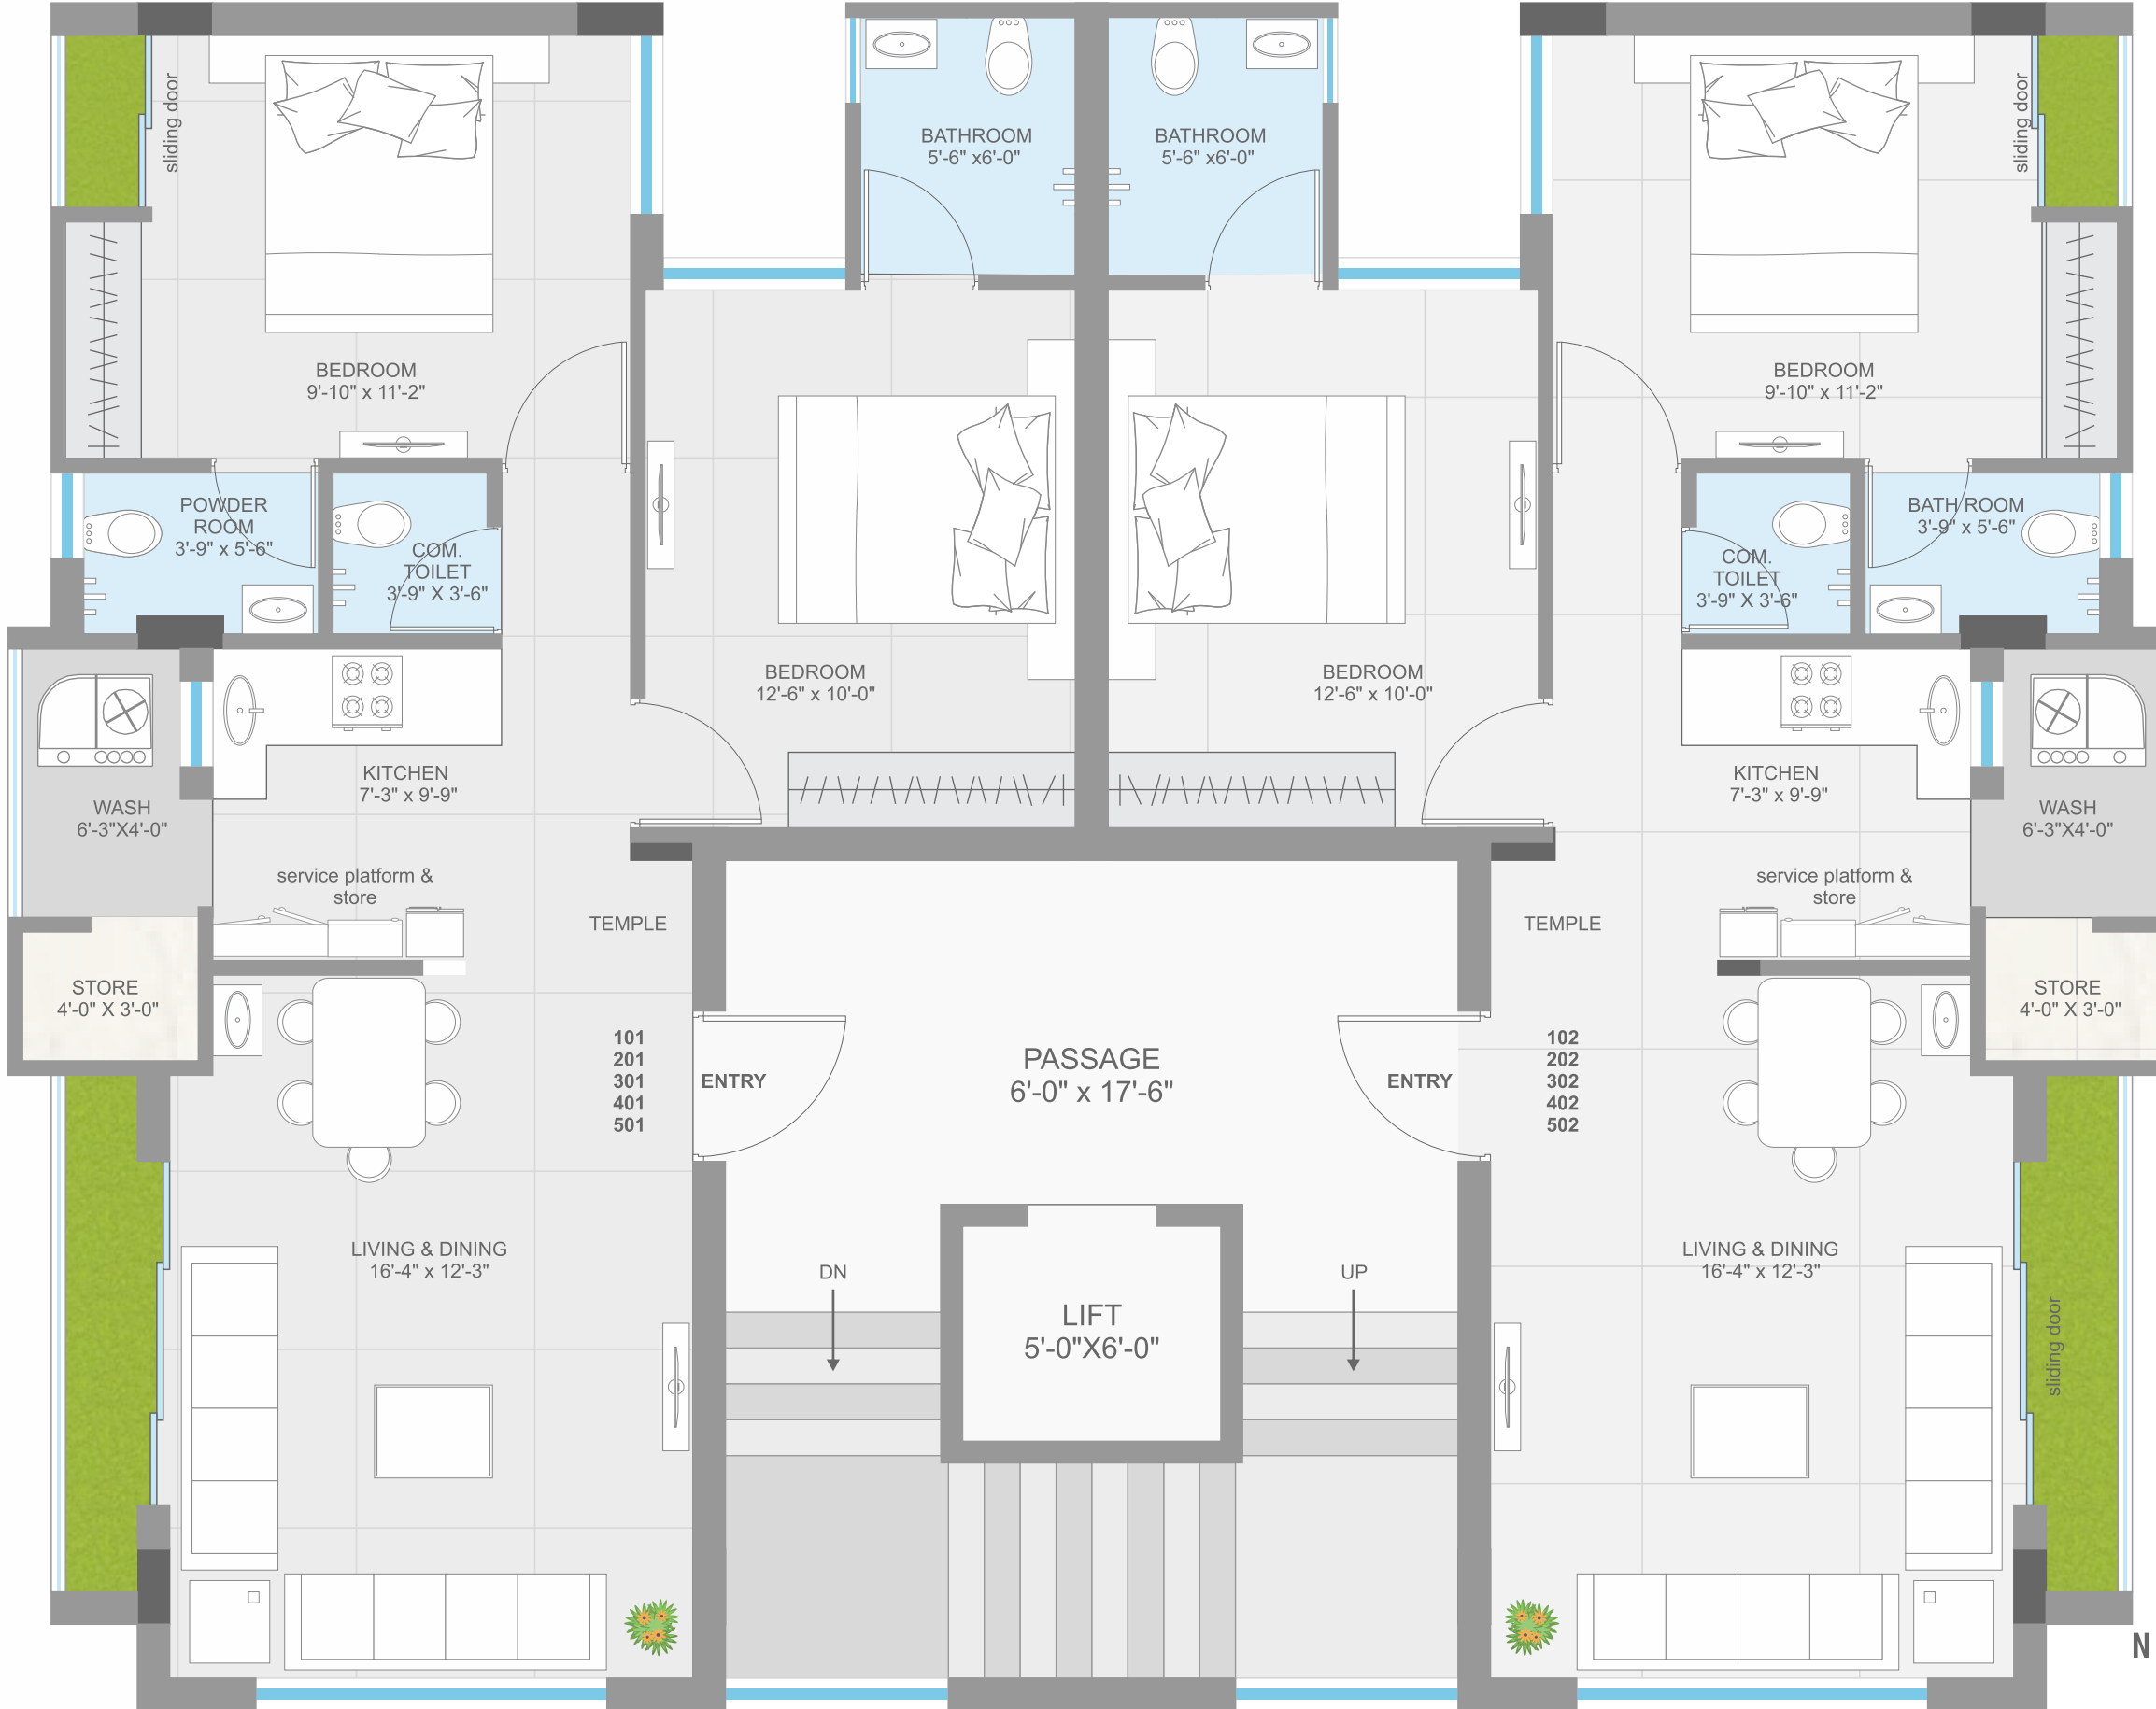 sliding door
BATHROOM
5'-6" x6'-0"
BATHROOM
5'-6" x6'-0"
sliding door
BEDROOM
9'-10" x 11'-2"
BEDROOM
9'-10" x 11'-2"
POWDER
ROOM
3'-9" x 5'-6"
COM.
TOILET
3'-9" X 3'-6"
COM.
TOILET
3'-9" X 3'-6"
BATH ROOM
3'-9" x 5'-6"
BEDROOM
12'-6" x 10'-0"
BEDROOM
12'-6" x 10'-0"
WASH
6'-3"X4'-0"
KITCHEN
7'-3" x 9'-9"
KITCHEN
7'-3" x 9'-9"
WASH
6'-3"X4'-0"
service platform &
store
TEMPLE
TEMPLE
service platform &
store
STORE
4'-0" X 3'-0"
STORE
4'-0" X 3'-0"
101
201
301
401
501
ENTRY
PASSAGE
6'-0" x 17'-6"
ENTRY
102
202
302
402
502
LIVING & DINING
16'-4" x 12'-3"
DN
LIFT
5'-0"X6'-0"
UP
LIVING & DINING
16'-4" x 12'-3"
sliding door
N